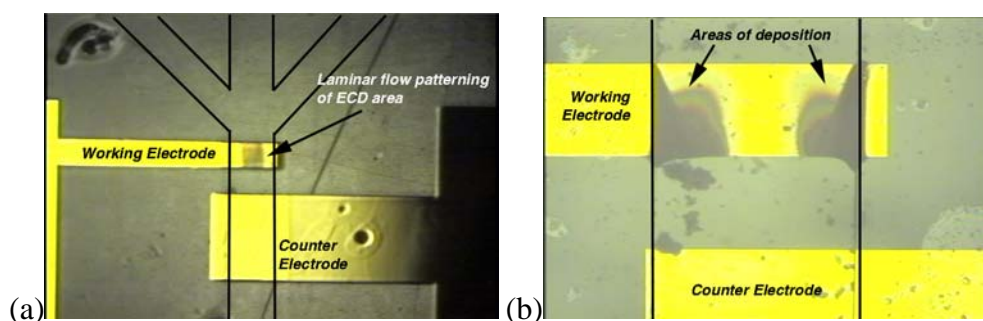 (a)
Laminar flow patterning
of ECD area
Working Electrode
Counter
Electrode
(b)
Areas of deposition
Working
Electrode
Counter Electrode